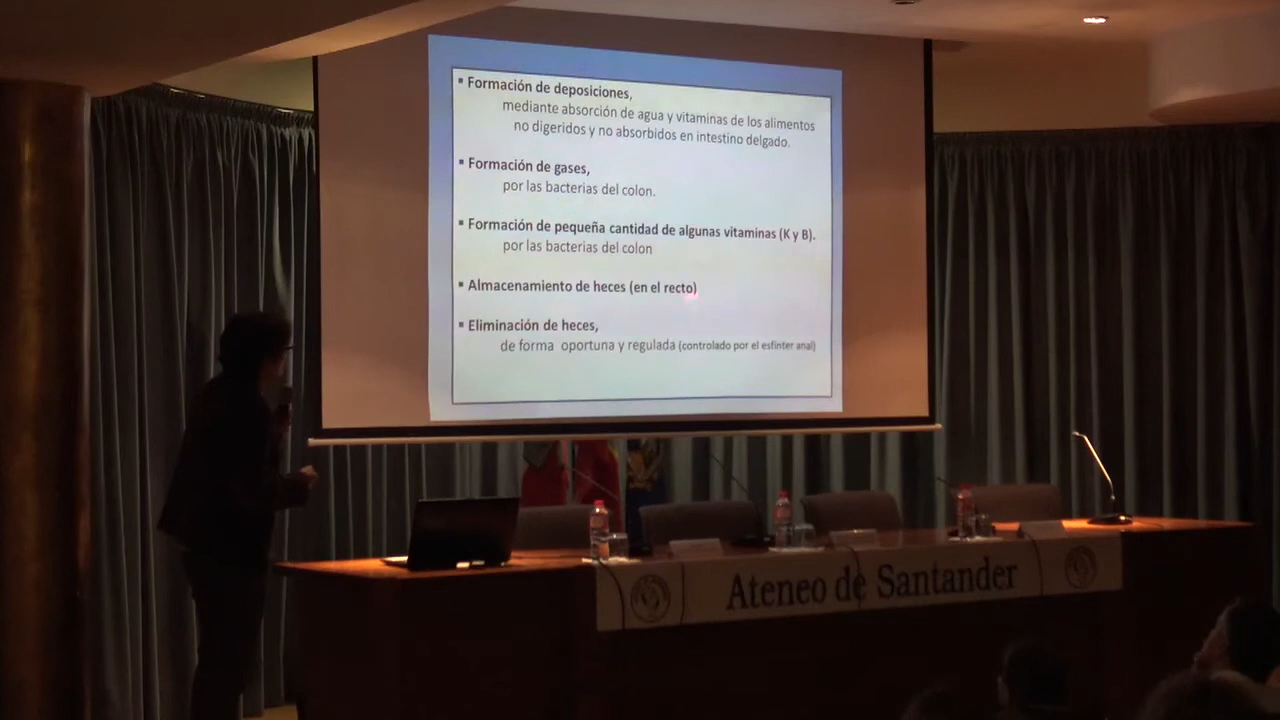 ▪ Formación de deposiciones,
mediante absorción de agua y vitaminas de los alimentos
no digeridos y no absorbidos en intestino delgado.
▪ Formación de gases,
por las bacterias del colon.
▪ Formación de pequeña cantidad de algunas vitaminas (K y B).
por las bacterias del colon
▪ Almacenamiento de heces (en el recto)
▪ Eliminación de heces,
de forma oportuna y regulada (controlado por el esfinter anal)
Ateneo de Santander